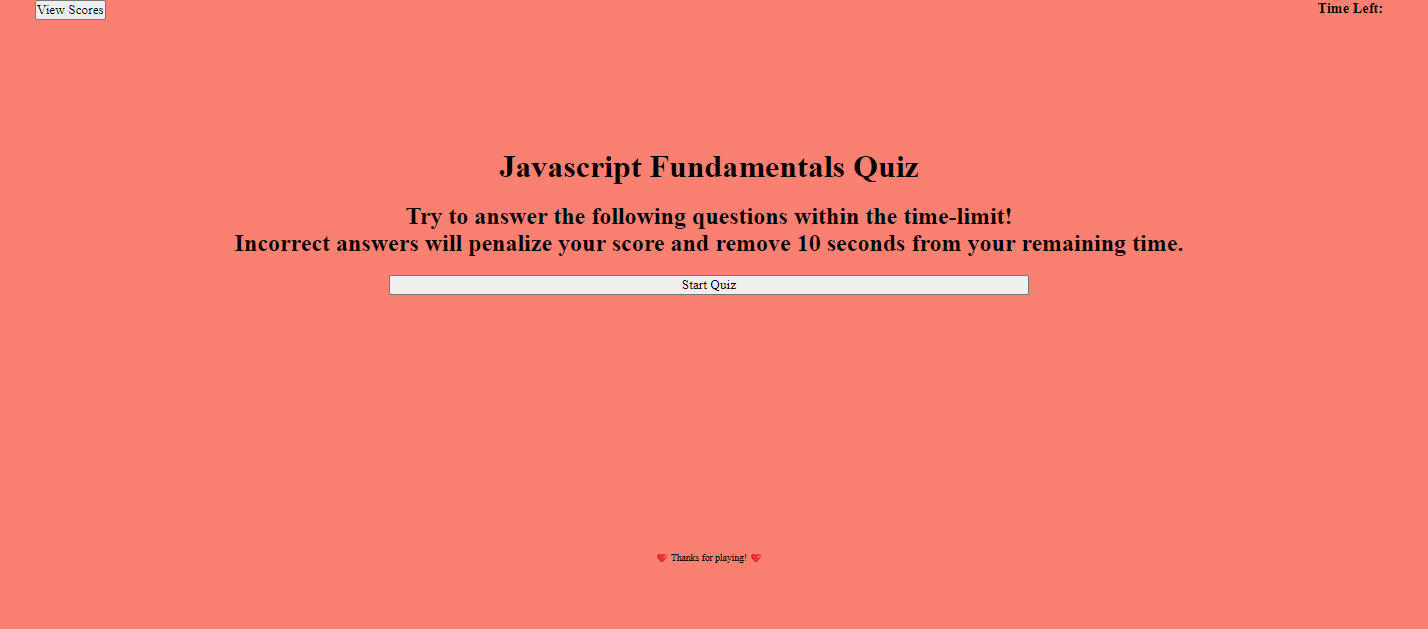 View Scores
Time Left:
Javascript Fundamentals Quiz
Try to answer the following questions within the time-limit!
Incorrect answers will penalize your score and remove 10 seconds from your remaining time.
Start Quiz
💗 Thanks for playing! 💗